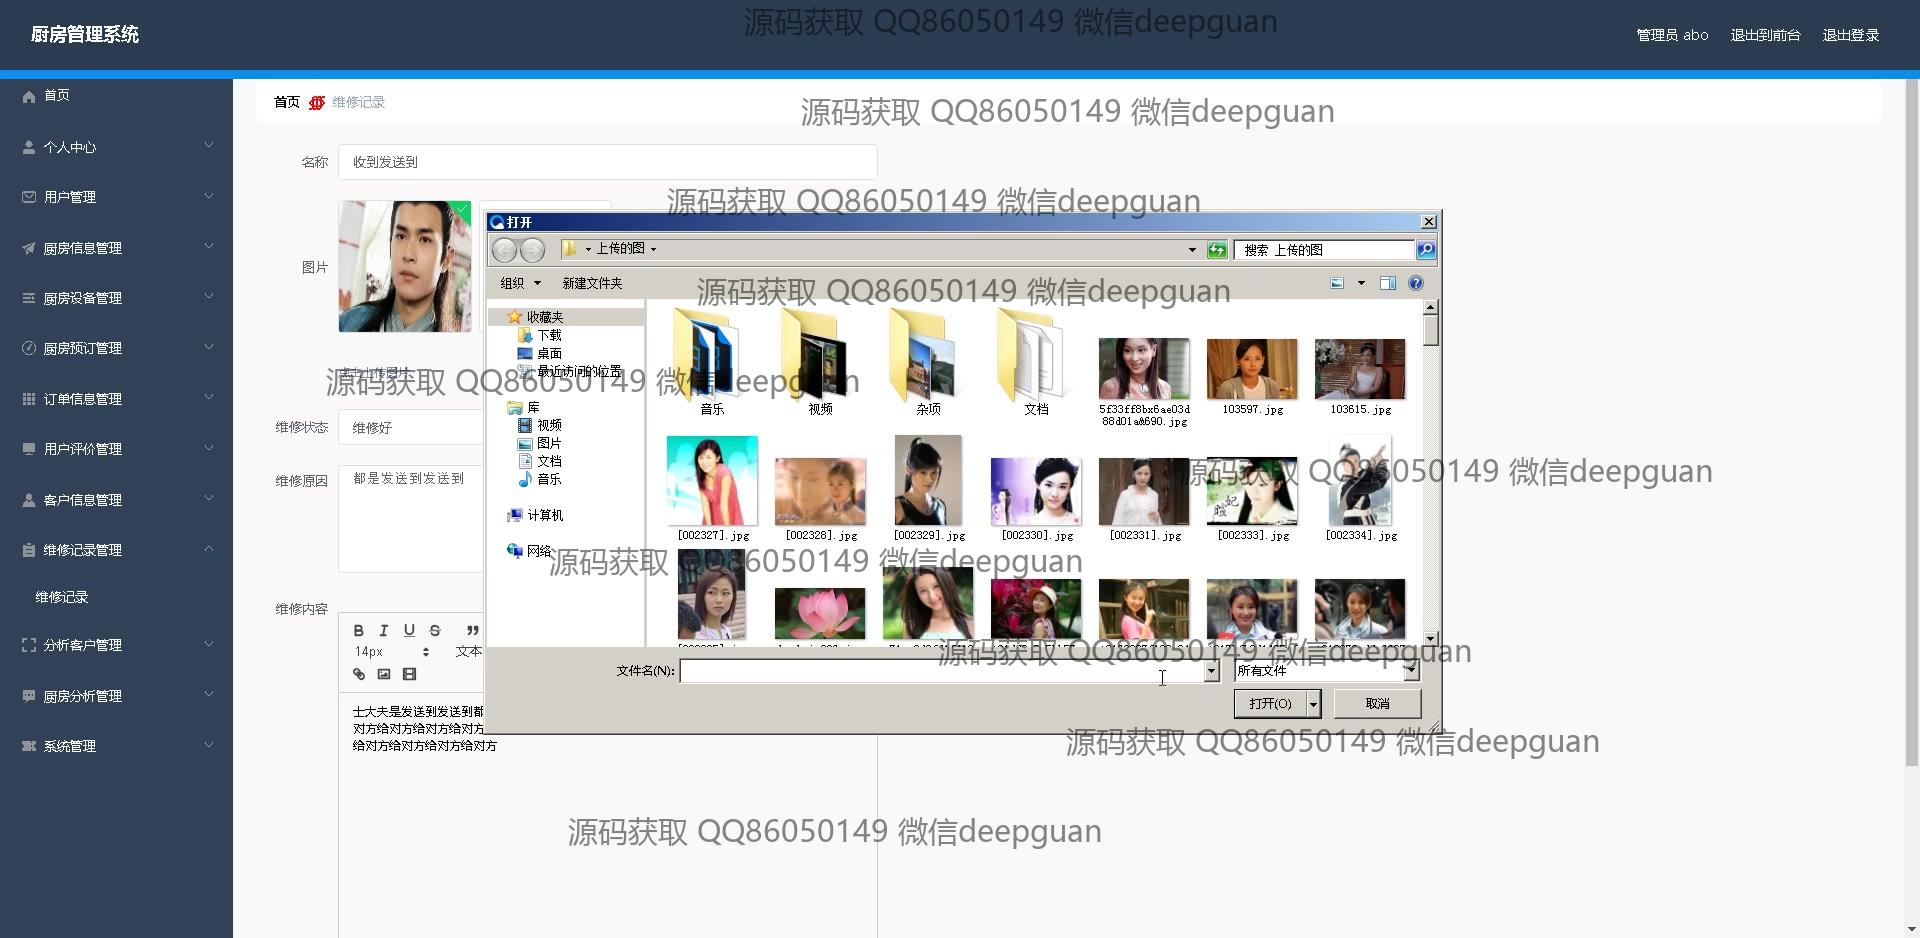 源码获取 QQ86050149 微信deepguan
厨房管理系统
管理员 abo
退出到前台
退出登录
首页
个人中心
用户管理
厨房信息管理
厨房设备管理
厨房预订管理
订单信息管理
用户评价管理
客户信息管理
维修记录管理
维修记录
分析客户管理
厨房分析管理
系统管理
首页
维修记录
源码获取 QQ86050149 微信deepguan
名称
收到发送到
源码获取 QQ86050149 微信deepguan
图片
点击上传图片
源码获取 QQ86050149 微信deepguan
维修状态
维修好
维修原因
都是发送到发送到
维修内容
B I U S ”
14px
文本
士大夫是发送到发送到都
对方给对方给对方给对方
给对方给对方给对方给对方
打开
上传的图
搜索 上传的图
组织
新建文件夹
源码获取 QQ86050149 微信deepguan
收藏夹
下载
桌面
最近访问的位置
库
视频
图片
文档
音乐
计算机
网络
音乐
视频
杂项
文档
5f33ff8bx6ae03d
88d01a&690.jpg
103597.jpg
103615.jpg
源码获取 QQ86050149 微信deepguan
[002327].jpg
[002328].jpg
[002329].jpg
[002330].jpg
[002331].jpg
[002333].jpg
[002334].jpg
源码获取 QQ86050149 微信deepguan
源码获取 QQ86050149 微信deepguan
文件名(N):
所有文件
打开(O)
取消
源码获取 QQ86050149 微信deepguan
源码获取 QQ86050149 微信deepguan